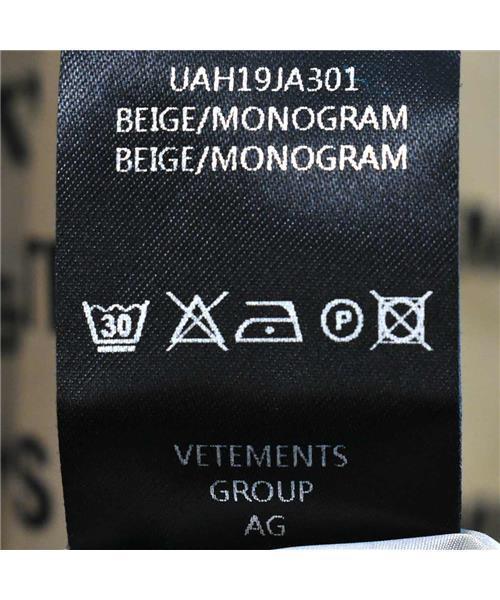 UAH19JA301
BEIGE/MONOGRAM
BEIGE/MONOGRAM
30 P
VETEMENTS
GROUP
AG